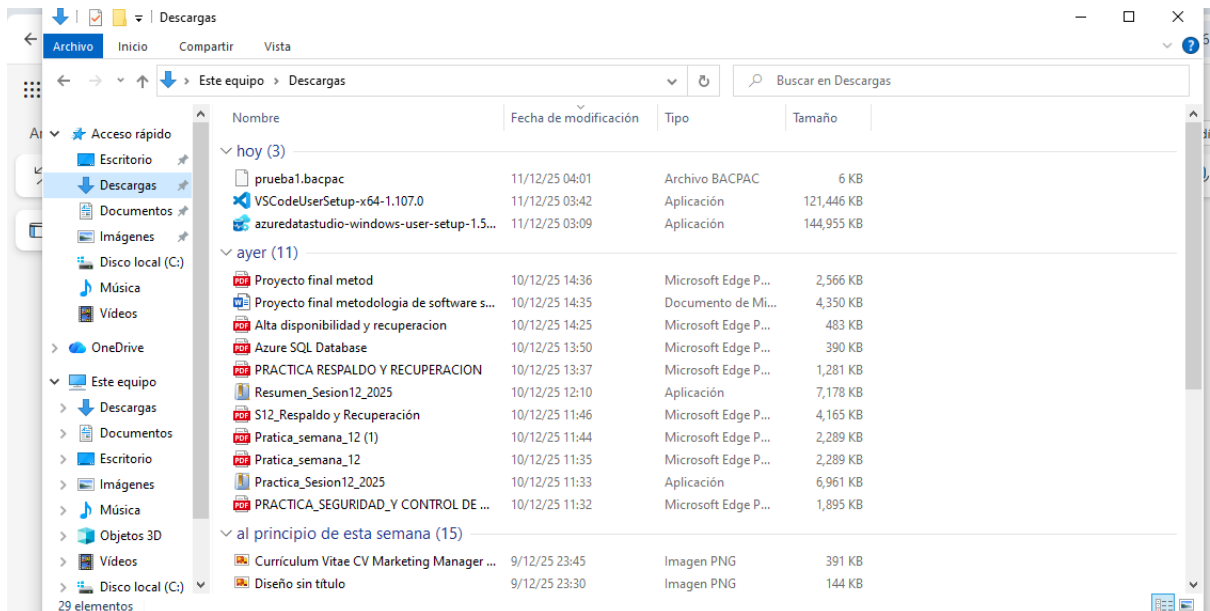 Descargas
Archivo Inicio Compartir Vista
Este equipo Descargas Buscar en Descargas
Nombre Fecha de modificación Tipo Tamaño
Acceso rápido
Escritorio
Descargas
Documentos
Imágenes
Disco local (C:)
Música
Vídeos
OneDrive
Este equipo
Descargas
Documentos
Escritorio
Imágenes
Música
Objetos 3D
Vídeos
Disco local (C:)
hoy (3)
prueba1.bacpac 11/12/25 04:01 Archivo BACPAC 6 KB
VSCodeUserSetup-x64-1.107.0 11/12/25 03:42 Aplicación 121,446 KB
azuredatastudio-windows-user-setup-1.5... 11/12/25 03:09 Aplicación 144,955 KB
ayer (11)
Proyecto final metod 10/12/25 14:36 Microsoft Edge P... 2,566 KB
Proyecto final metodologia de software s... 10/12/25 14:35 Documento de Mi... 4,350 KB
Alta disponibilidad y recuperacion 10/12/25 14:25 Microsoft Edge P... 483 KB
Azure SQL Database 10/12/25 13:50 Microsoft Edge P... 390 KB
PRACTICA RESPALDO Y RECUPERACION 10/12/25 13:37 Microsoft Edge P... 1,281 KB
Resumen_Sesion12_2025 10/12/25 12:10 Aplicación 7,178 KB
S12_Respaldo y Recuperación 10/12/25 11:46 Microsoft Edge P... 4,165 KB
Pratica_semana_12 (1) 10/12/25 11:44 Microsoft Edge P... 2,289 KB
Pratica_semana_12 10/12/25 11:35 Microsoft Edge P... 2,289 KB
Practica_Sesion12_2025 10/12/25 11:33 Aplicación 6,961 KB
PRACTICA_SEGURIDAD_Y CONTROL DE ... 10/12/25 11:32 Microsoft Edge P... 1,895 KB
al principio de esta semana (15)
Currículum Vitae CV Marketing Manager ... 9/12/25 23:45 Imagen PNG 391 KB
Diseño sin título 9/12/25 23:30 Imagen PNG 144 KB
29 elementos